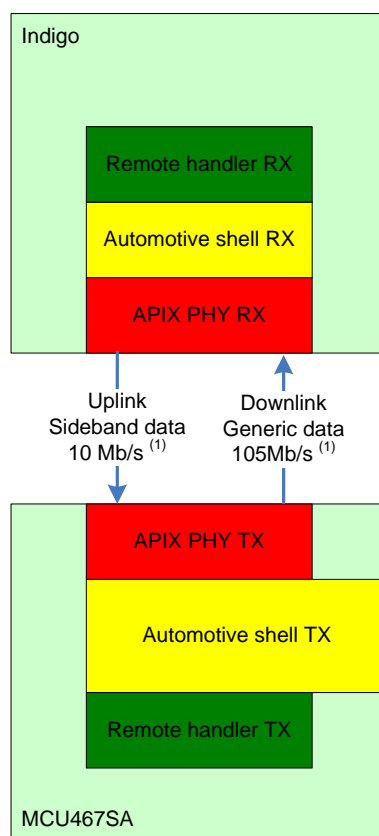 Indigo
Remote handler RX
Automotive shell RX
APIX PHY RX
Uplink
Sideband data
10 Mb/s (1)
Downlink
Generic data
105Mb/s (1)
APIX PHY TX
Automotive shell TX
Remote handler TX
MCU467SA